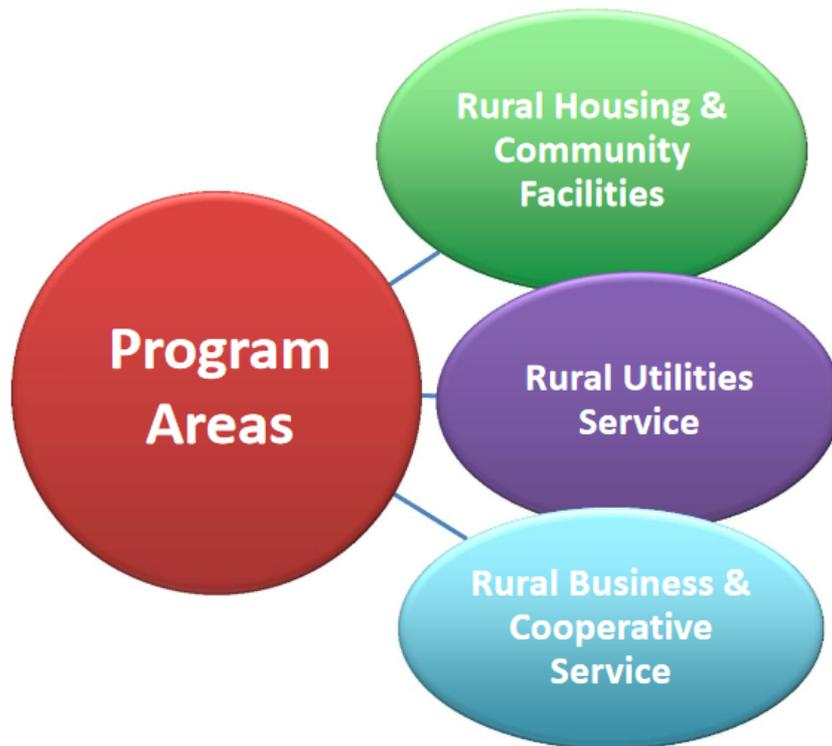 Rural Housing &
Community
Facilities
Program
Areas
Rural Utilities
Service
Rural Business &
Cooperative
Service